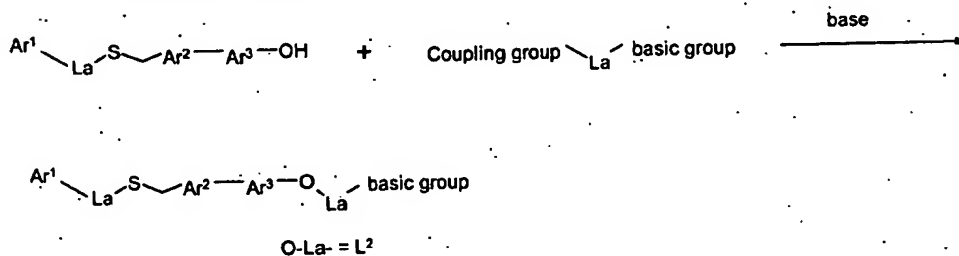 base
Ar¹ La S Ar² Ar³ OH + Coupling group La basic group
Ar¹ La S Ar² Ar³ O La basic group
O-La- = L²